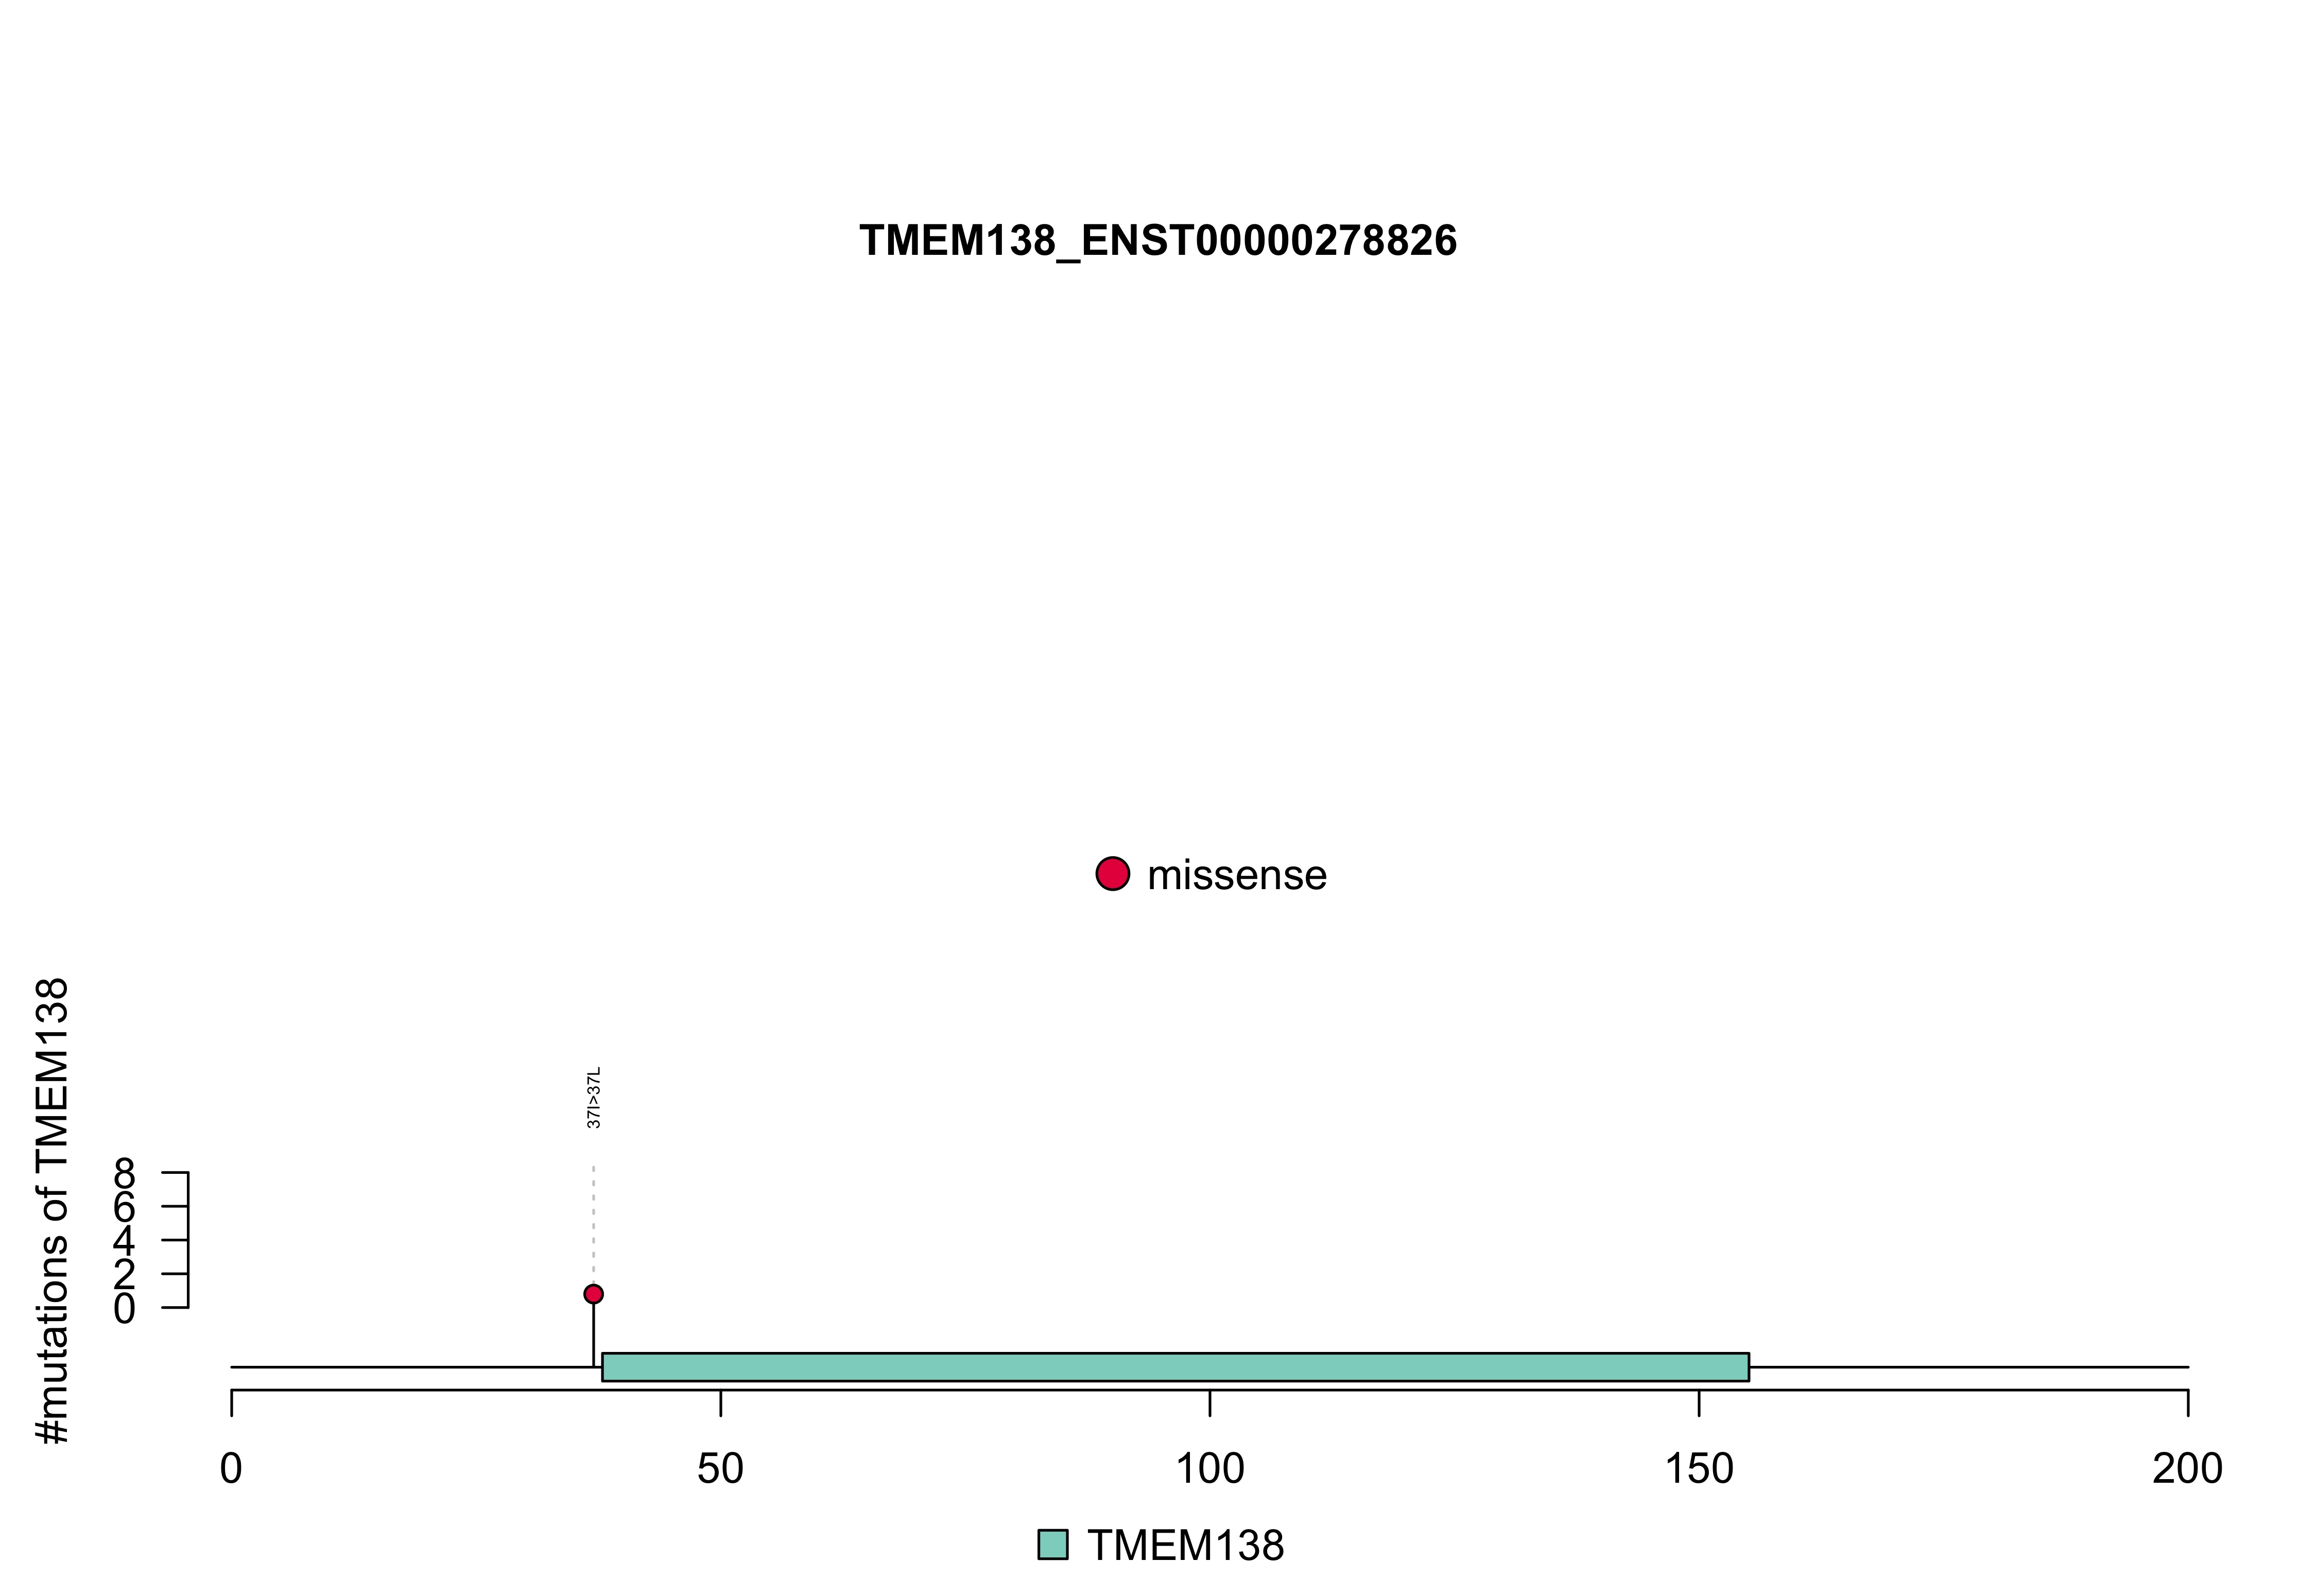 TMEM138_ENST00000278826
missense
#mutations of TMEM138
37I>37L
8
6
4
2
0
0 50 100 150 200
TMEM138